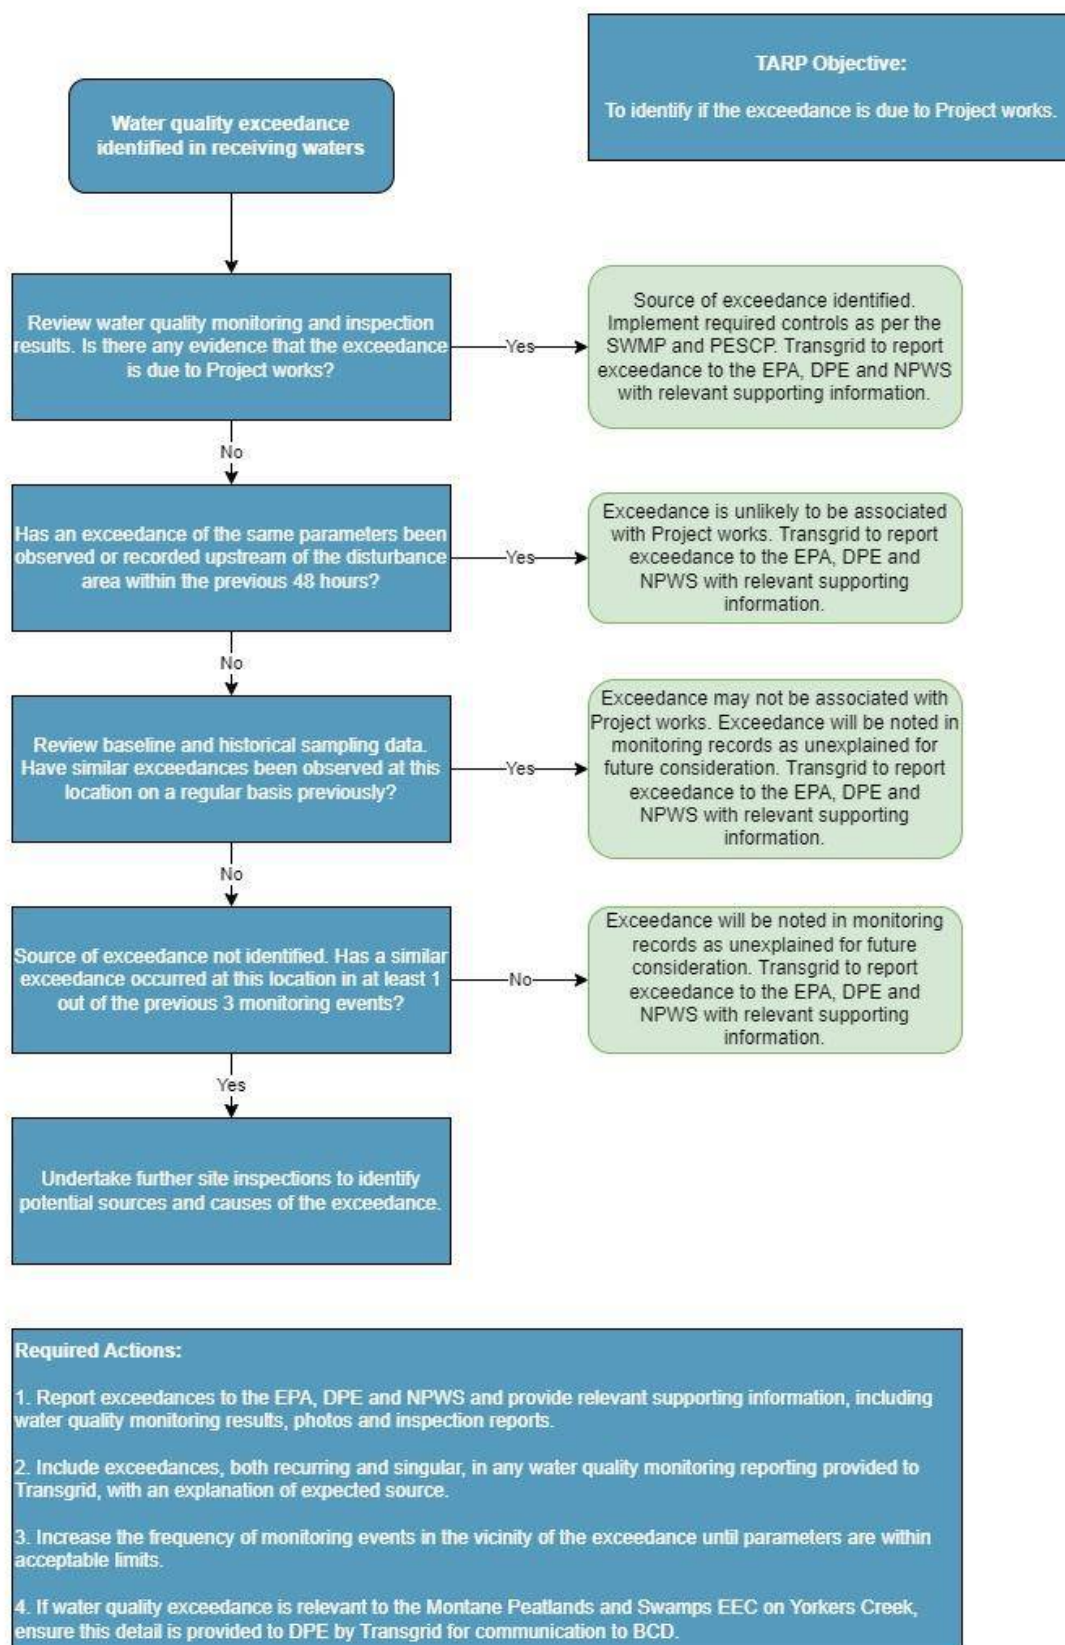 TARP Objective:
To identify if the exceedance is due to Project works.
Water quality exceedance
identified in receiving waters
Review water quality monitoring and inspection
results. Is there any evidence that the exceedance
is due to Project works?
Yes
Source of exceedance identified.
Implement required controls as per the
SWMP and PESCP. Transgrid to report
exceedance to the EPA, DPE and NPWS
with relevant supporting information.
No
Has an exceedance of the same parameters been
observed or recorded upstream of the disturbance
area within the previous 48 hours?
Yes
Exceedance is unlikely to be associated
with Project works. Transgrid to report
exceedance to the EPA, DPE and
NPWS with relevant supporting
information.
No
Review baseline and historical sampling data.
Have similar exceedances been observed at this
location on a regular basis previously?
Yes
Exceedance may not be associated with
Project works. Exceedance will be noted in
monitoring records as unexplained for
future consideration. Transgrid to report
exceedance to the EPA, DPE and
NPWS with relevant supporting
information.
No
Source of exceedance not identified. Has a similar
exceedance occurred at this location in at least 1
out of the previous 3 monitoring events?
No
Exceedance will be noted in monitoring
records as unexplained for future
consideration. Transgrid to report
exceedance to the EPA, DPE and
NPWS with relevant supporting
information.
Yes
Undertake further site inspections to identify
potential sources and causes of the exceedance.
Required Actions:
1. Report exceedances to the EPA, DPE and NPWS and provide relevant supporting information, including
water quality monitoring results, photos and inspection reports.
2. Include exceedances, both recurring and singular, in any water quality monitoring reporting provided to
Transgrid, with an explanation of expected source.
3. Increase the frequency of monitoring events in the vicinity of the exceedance until parameters are within
acceptable limits.
4. If water quality exceedance is relevant to the Montane Peatlands and Swamps EEC on Yorkers Creek,
ensure this detail is provided to DPE by Transgrid for communication to BCD.